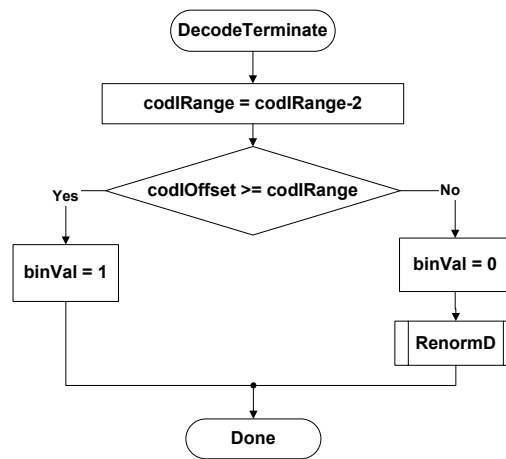 DecodeTerminate
codIRange = codIRange-2
codIOffset >= codIRange
Yes
No
binVal = 1
binVal = 0
RenormD
Done